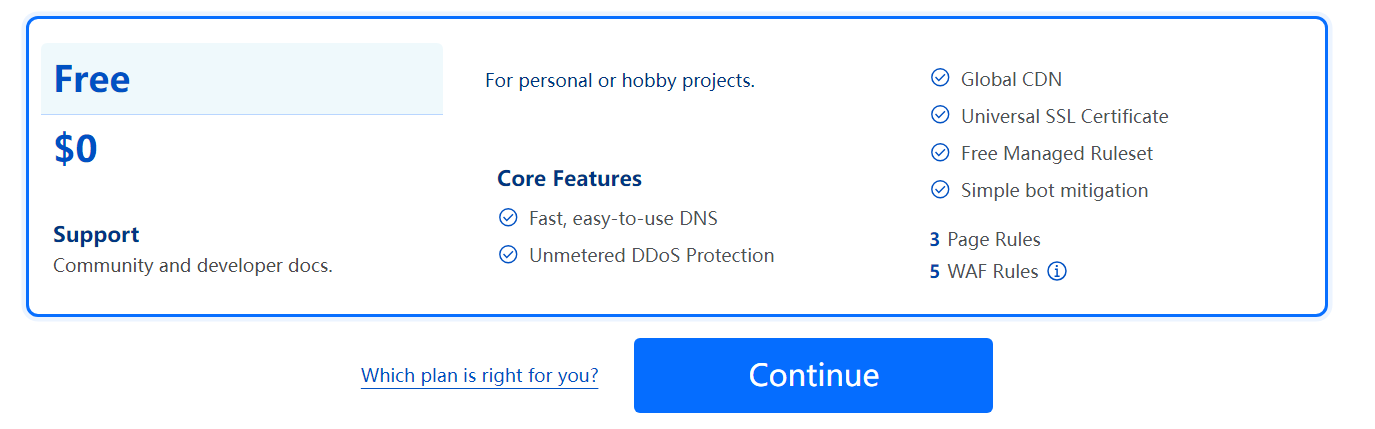 Free
$0
Support
Community and developer docs.
For personal or hobby projects.
Core Features
Fast, easy-to-use DNS
Unmetered DDoS Protection
Global CDN
Universal SSL Certificate
Free Managed Ruleset
Simple bot mitigation
3 Page Rules
5 WAF Rules
Which plan is right for you?
Continue